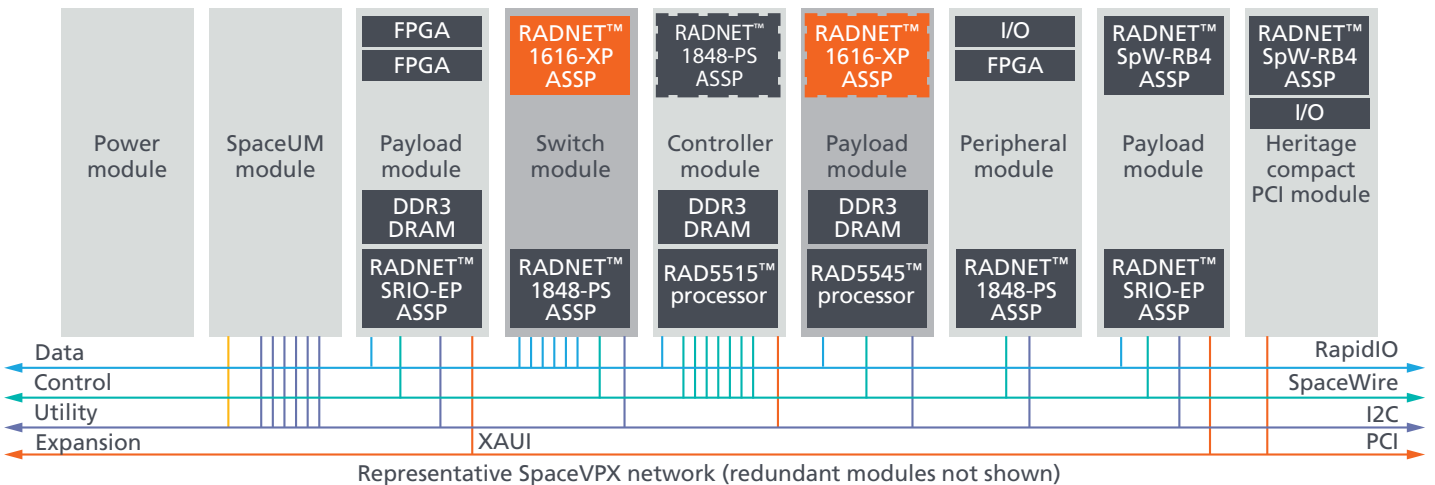 FPGA
FPGA
Payload
module
DDR3
DRAM
RADNET™
SRIO-EP
ASSP
RADNET™
1616-XP
ASSP
Switch
module
RADNET™
1848-PS
ASSP
RADNET™
1848-PS
ASSP
Controller
module
DDR3
DRAM
RAD5515™
processor
RADNET™
1616-XP
ASSP
Payload
module
DDR3
DRAM
RAD5545™
processor
I/O
FPGA
Peripheral
module
RADNET™
1848-PS
ASSP
RADNET™
SpW-RB4
ASSP
Payload
module
RADNET™
SRIO-EP
ASSP
RADNET™
SpW-RB4
ASSP
I/O
Heritage
compact
PCI module
Power
module
SpaceUM
module
Data
RapidIO
Control
SpaceWire
Utility
I2C
Expansion
XAUI
PCI
Representative SpaceVPX network (redundant modules not shown)